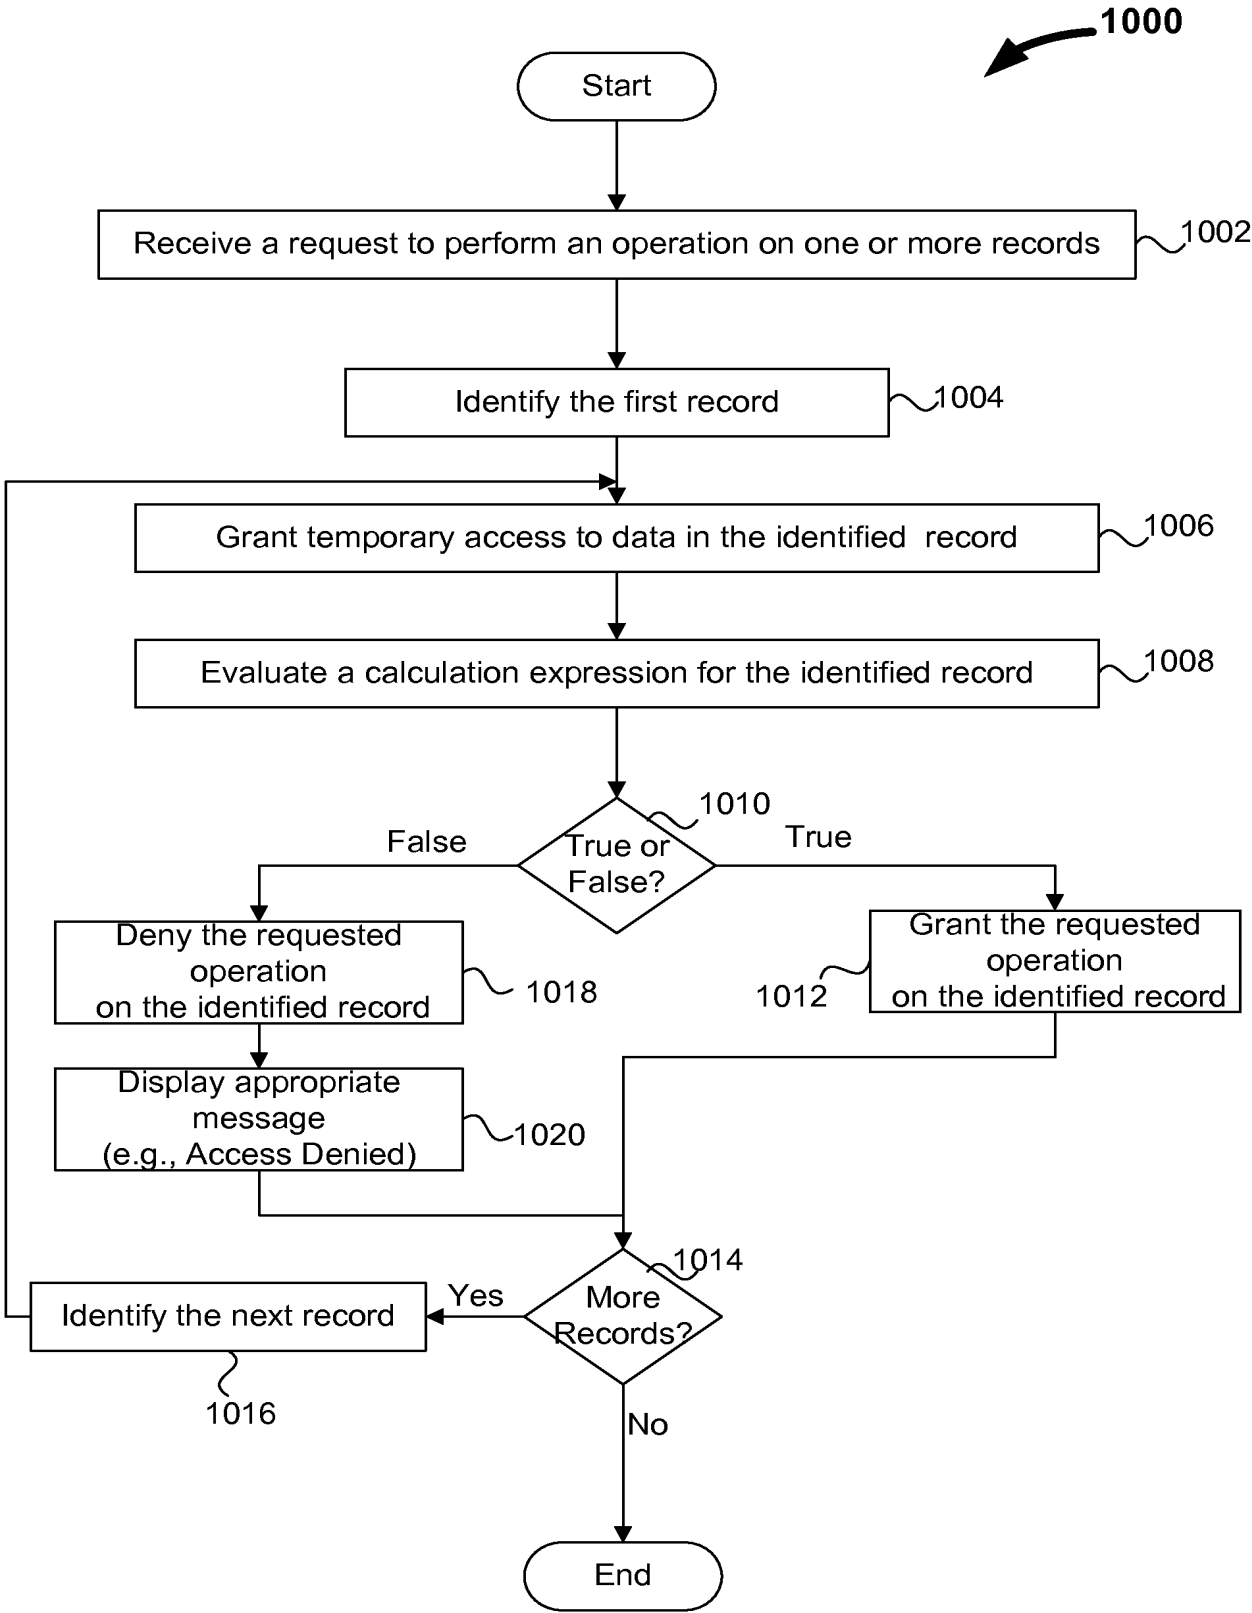 1000
Start
Receive a request to perform an operation on one or more records
1002
Identify the first record
1004
Grant temporary access to data in the identified record
1006
Evaluate a calculation expression for the identified record
1008
1010
True or
False?
False
True
Deny the requested
operation
on the identified record
1018
Grant the requested
operation
on the identified record
1012
Display appropriate
message
(e.g., Access Denied)
1020
1014
More
Records?
Yes
Identify the next record
1016
No
End